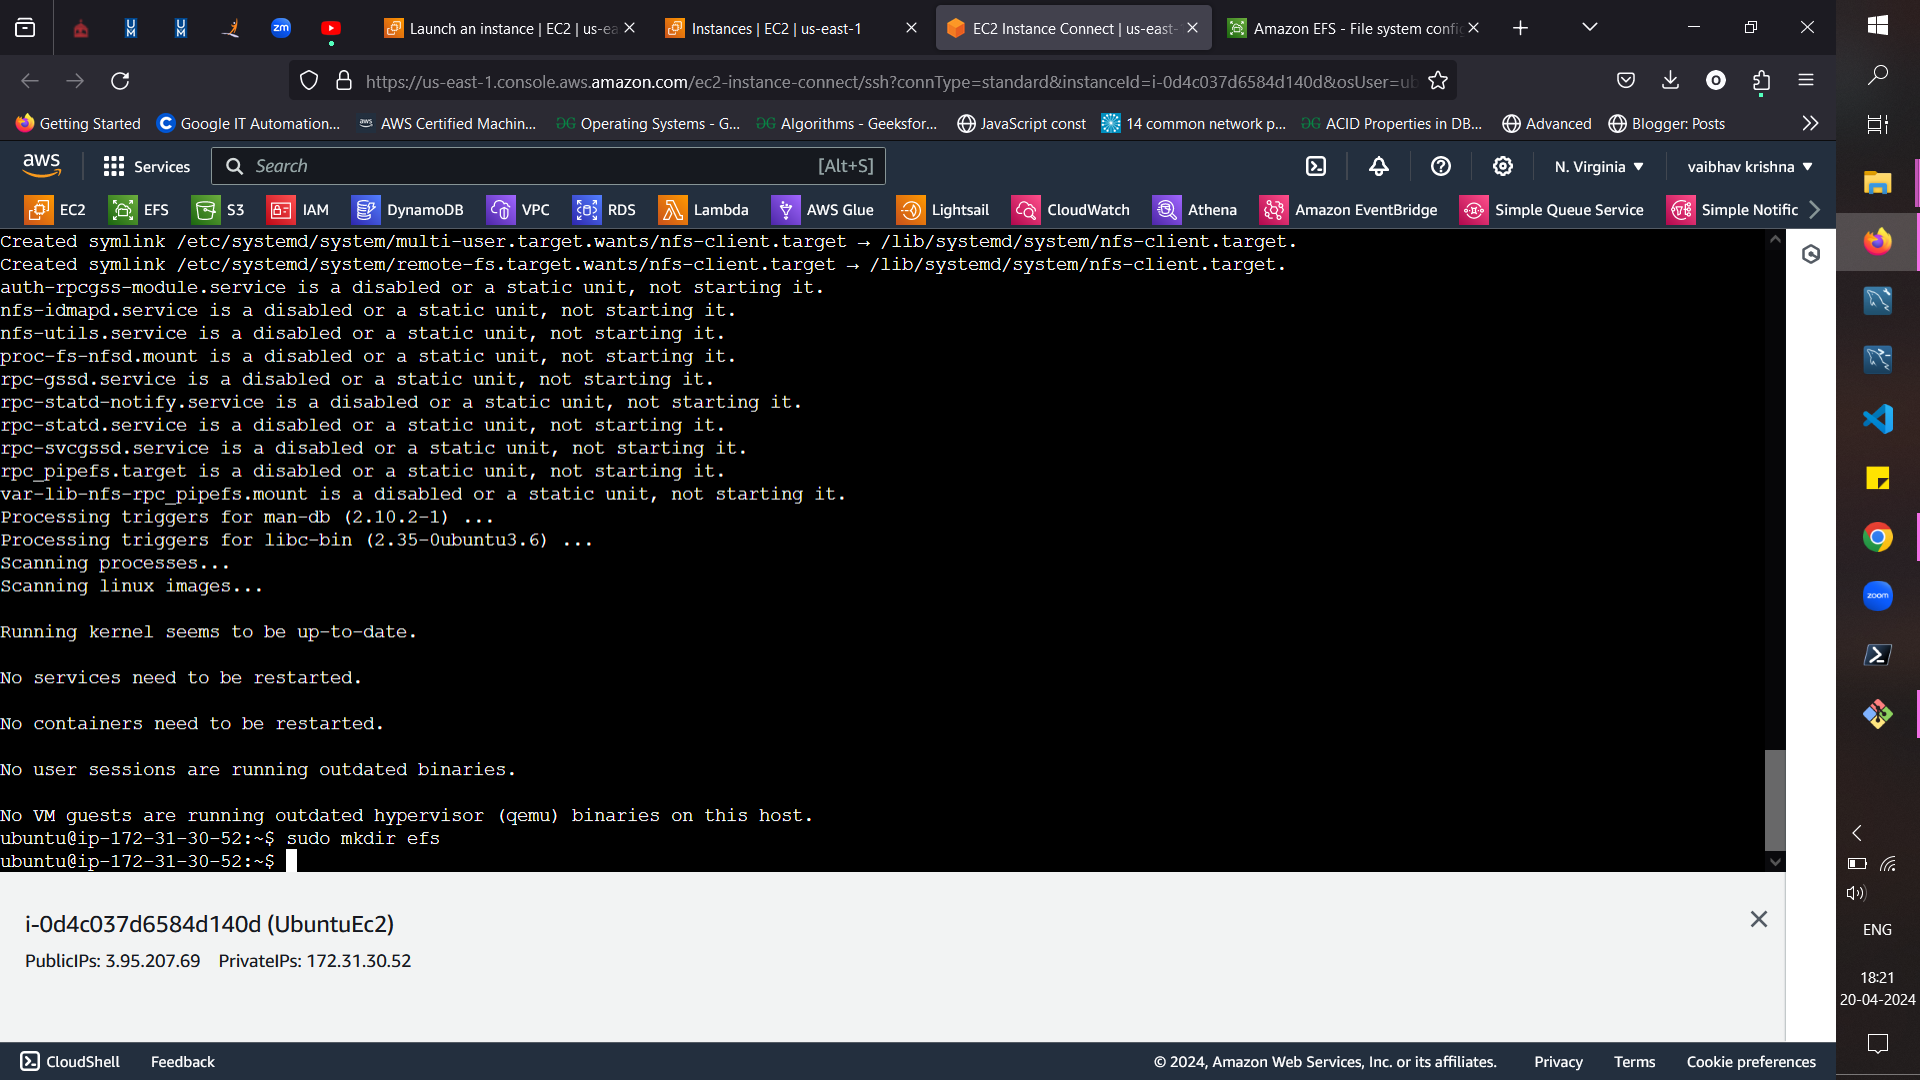 zm
Launch an instance | EC2 | us-ea
Instances | EC2 | us-east-1
EC2 Instance Connect | us-east-
Amazon EFS - File system config
https://us-east-1.console.aws.amazon.com/ec2-instance-connect/ssh?connType=standard&instanceId=i-0d4c037d6584d140d&osUser=ub
Getting Started
Google IT Automation...
AWS Certified Machin...
Operating Systems - G...
Algorithms - Geeksfor...
JavaScript const
14 common network p...
ACID Properties in DB...
Advanced
Blogger: Posts
aws
Services
Search
[Alt+S]
N. Virginia
vaibhav krishna
EC2
EFS
S3
IAM
DynamoDB
VPC
RDS
Lambda
AWS Glue
Lightsail
CloudWatch
Athena
Amazon EventBridge
Simple Queue Service
Simple Notific
Created symlink /etc/systemd/system/multi-user.target.wants/nfs-client.target → /lib/systemd/system/nfs-client.target.
Created symlink /etc/systemd/system/remote-fs.target.wants/nfs-client.target → /lib/systemd/system/nfs-client.target.
auth-rpcgss-module.service is a disabled or a static unit, not starting it.
nfs-idmapd.service is a disabled or a static unit, not starting it.
nfs-utils.service is a disabled or a static unit, not starting it.
proc-fs-nfsd.mount is a disabled or a static unit, not starting it.
rpc-gssd.service is a disabled or a static unit, not starting it.
rpc-statd-notify.service is a disabled or a static unit, not starting it.
rpc-statd.service is a disabled or a static unit, not starting it.
rpc-svcgssd.service is a disabled or a static unit, not starting it.
rpc_pipefs.target is a disabled or a static unit, not starting it.
var-lib-nfs-rpc_pipefs.mount is a disabled or a static unit, not starting it.
Processing triggers for man-db (2.10.2-1) ...
Processing triggers for libc-bin (2.35-0ubuntu3.6) ...
Scanning processes...
Scanning linux images...
Running kernel seems to be up-to-date.
No services need to be restarted.
No containers need to be restarted.
No user sessions are running outdated binaries.
No VM guests are running outdated hypervisor (qemu) binaries on this host.
ubuntu@ip-172-31-30-52:~$ sudo mkdir efs
ubuntu@ip-172-31-30-52:~$
i-0d4c037d6584d140d (UbuntuEc2)
PublicIPs: 3.95.207.69 PrivateIPs: 172.31.30.52
CloudShell
Feedback
© 2024, Amazon Web Services, Inc. or its affiliates.
Privacy
Terms
Cookie preferences
zoom
ENG
18:21
20-04-2024